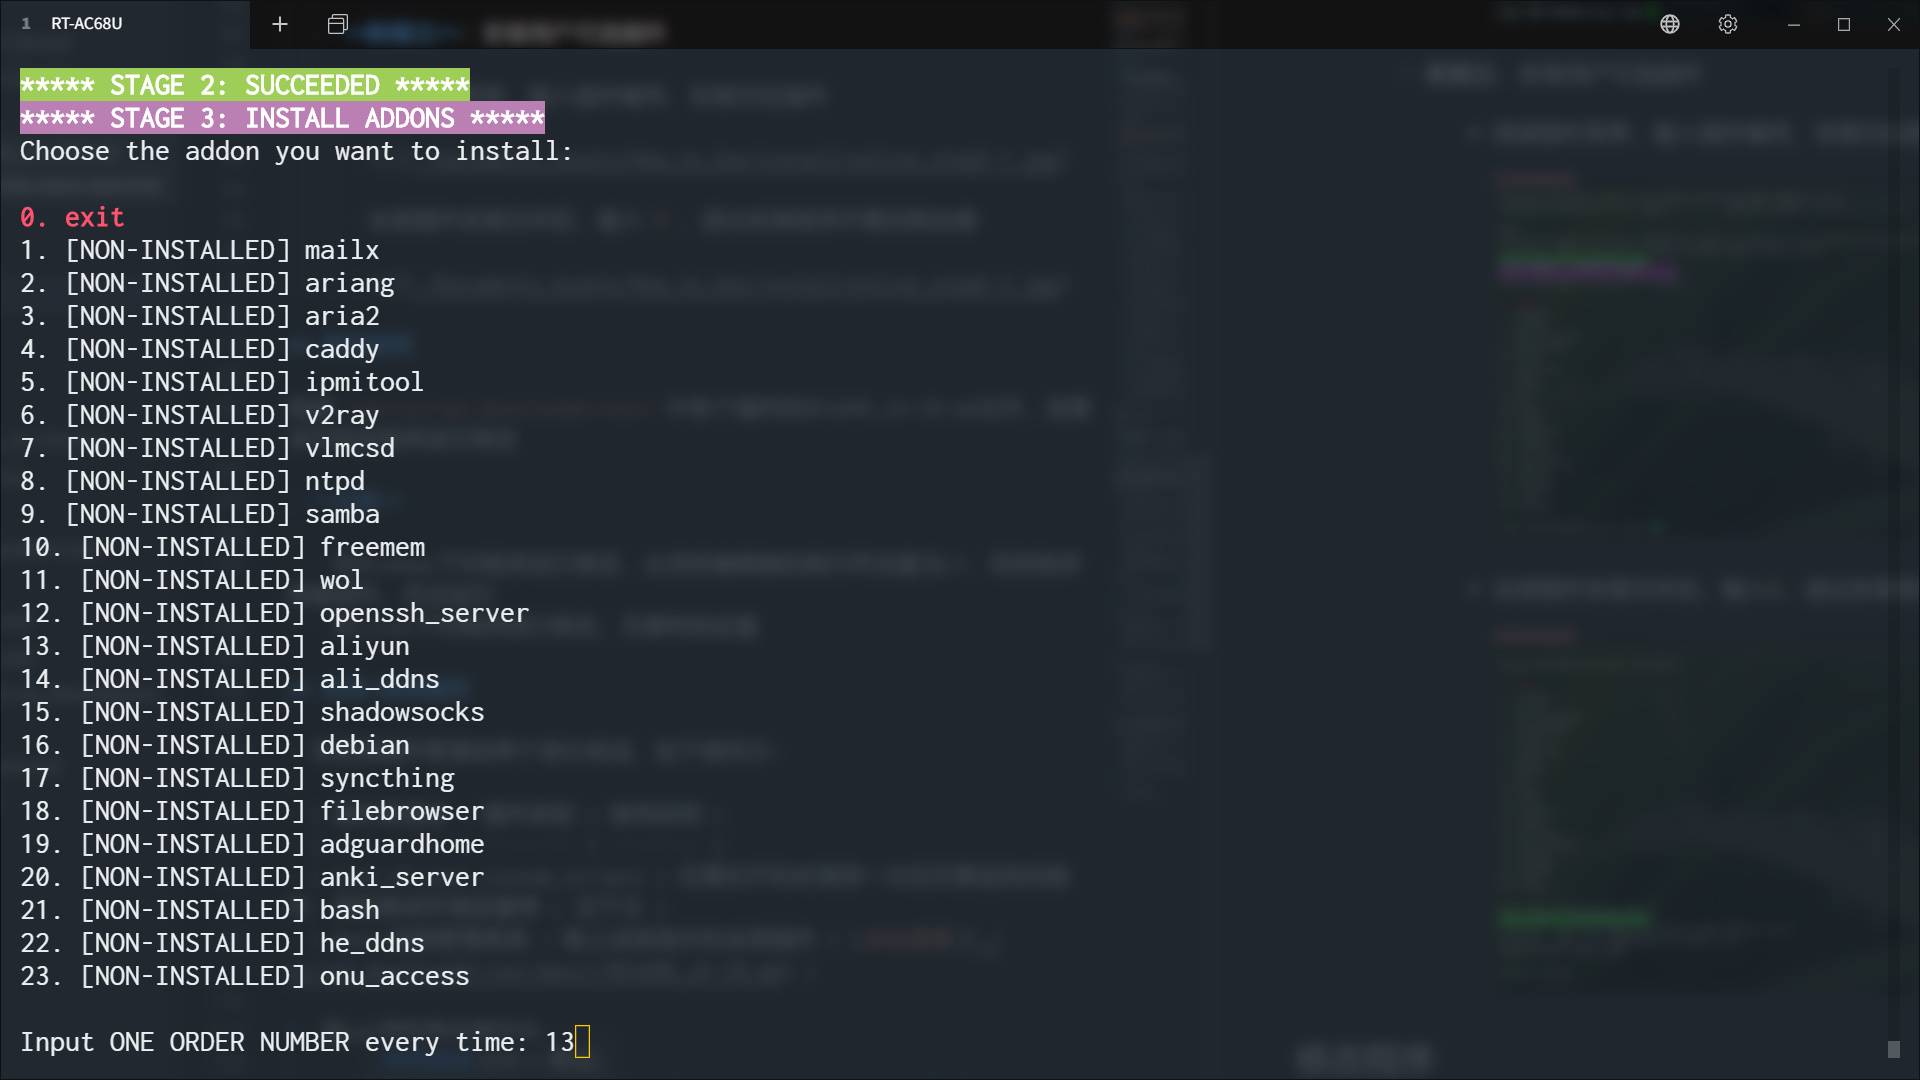 1 RT-AC68U
***** STAGE 2: SUCCEEDED *****
***** STAGE 3: INSTALL ADDONS *****
Choose the addon you want to install:
0. exit
1. [NON-INSTALLED] mailx
2. [NON-INSTALLED] ariang
3. [NON-INSTALLED] aria2
4. [NON-INSTALLED] caddy
5. [NON-INSTALLED] ipmitool
6. [NON-INSTALLED] v2ray
7. [NON-INSTALLED] vlmcsd
8. [NON-INSTALLED] ntpd
9. [NON-INSTALLED] samba
10. [NON-INSTALLED] freemem
11. [NON-INSTALLED] wol
12. [NON-INSTALLED] openssh_server
13. [NON-INSTALLED] aliyun
14. [NON-INSTALLED] ali_ddns
15. [NON-INSTALLED] shadowsocks
16. [NON-INSTALLED] debian
17. [NON-INSTALLED] syncthing
18. [NON-INSTALLED] filebrowser
19. [NON-INSTALLED] adguardhome
20. [NON-INSTALLED] anki_server
21. [NON-INSTALLED] bash
22. [NON-INSTALLED] he_ddns
23. [NON-INSTALLED] onu_access
Input ONE ORDER NUMBER every time: 13